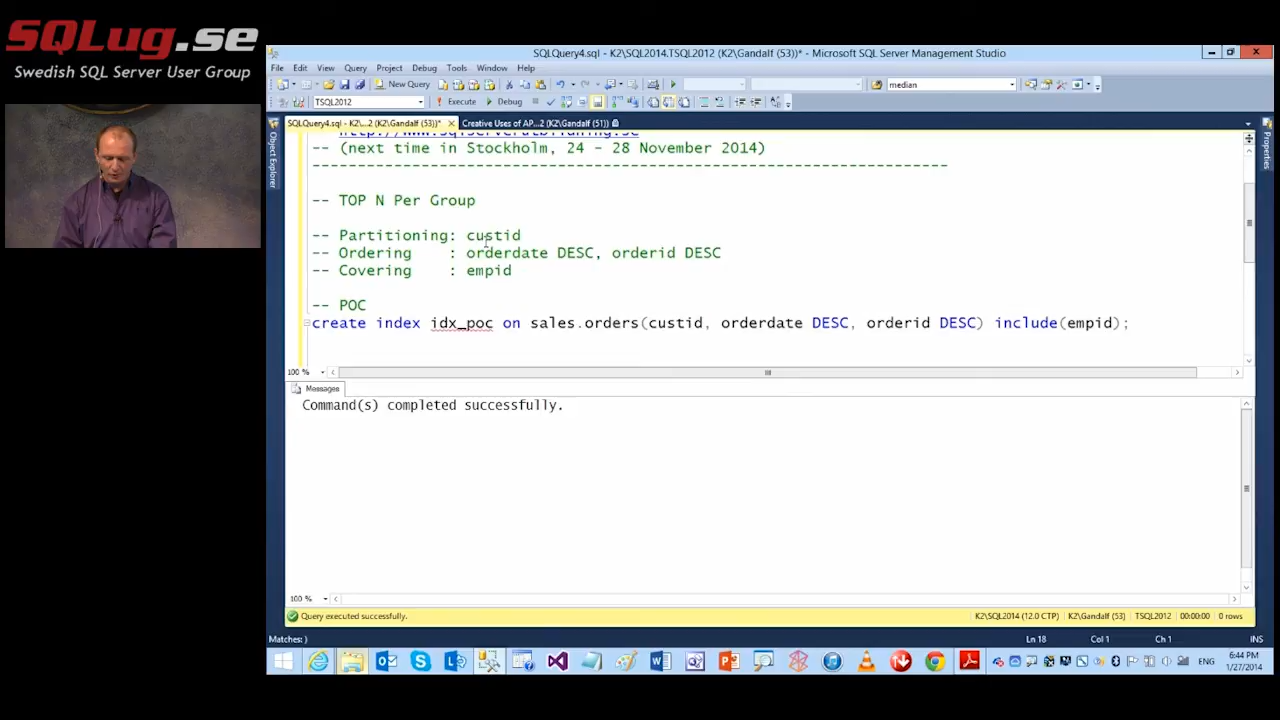 SQLug.se
Swedish SQL Server User Group
SQLQuery4.sql - K2\SQL2014.TSQL2012 (K2\Gandalf (53))* - Microsoft SQL Server Management Studio
File Edit View Query Project Debug Tools Window Help
New Query median
TSQL2012 Execute Debug
SQLQuery4.sql - K2\...2 (K2\Gandalf (53))* Creative Uses of AP...2 (K2\Gandalf (51))
Object Explorer
Properties
-- (next time in Stockholm, 24 - 28 November 2014)
----------------------------------------------------------------------
-- TOP N Per Group
-- Partitioning: custid
-- Ordering    : orderdate DESC, orderid DESC
-- Covering    : empid
-- POC
create index idx_poc on sales.orders(custid, orderdate DESC, orderid DESC) include(empid);
100 %
Messages
Command(s) completed successfully.
100 %
Query executed successfully. K2\SQL2014 (12.0 CTP) K2\Gandalf (53) TSQL2012 00:00:00 0 rows
Matches: ) Ln 18 Col 1 Ch 1 INS
ENG 6:44 PM
1/27/2014